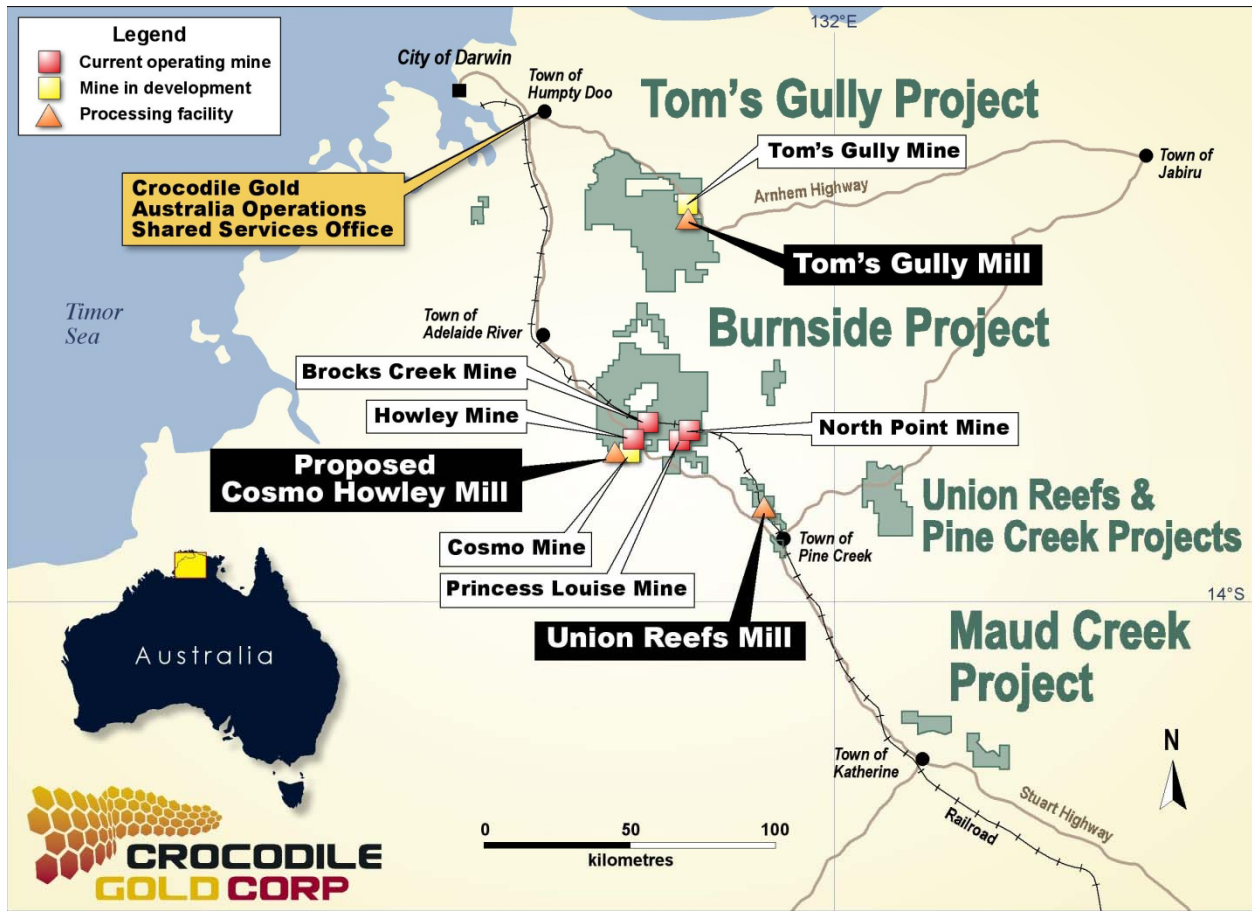 Legend
Current operating mine
Mine in development
Processing facility
132°E
City of Darwin
Town of
Humpty Doo
Tom's Gully Project
Tom's Gully Mine
Town of
Jabiru
Arnhem Highway
Crocodile Gold
Australia Operations
Shared Services Office
Tom's Gully Mill
Timor
Sea
Town of
Adelaide River
Burnside Project
Brocks Creek Mine
Howley Mine
North Point Mine
Proposed
Cosmo Howley Mill
Union Reefs &
Pine Creek Projects
Cosmo Mine
Town of
Pine Creek
Princess Louise Mine
14°S
Union Reefs Mill
Maud Creek
Project
Australia
Town of
Katherine
N
Stuart Highway
Railroad
0 50 100
kilometres
CROCODILE
GOLD CORP